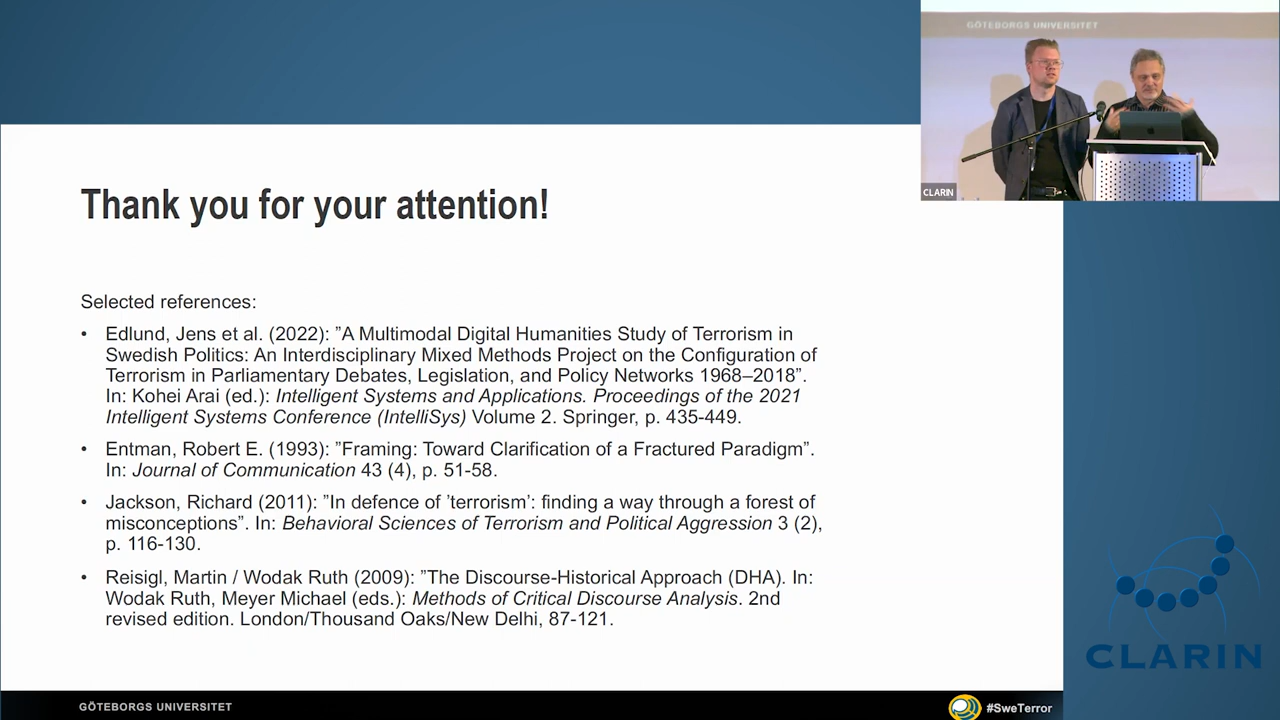 GÖTEBORGS UNIVERSITET
CLARIN
Thank you for your attention!
Selected references:
• Edlund, Jens et al. (2022): ”A Multimodal Digital Humanities Study of Terrorism in
Swedish Politics: An Interdisciplinary Mixed Methods Project on the Configuration of
Terrorism in Parliamentary Debates, Legislation, and Policy Networks 1968–2018”.
In: Kohei Arai (ed.): Intelligent Systems and Applications. Proceedings of the 2021
Intelligent Systems Conference (IntelliSys) Volume 2. Springer, p. 435-449.
• Entman, Robert E. (1993): ”Framing: Toward Clarification of a Fractured Paradigm”.
In: Journal of Communication 43 (4), p. 51-58.
• Jackson, Richard (2011): ”In defence of ’terrorism’: finding a way through a forest of
misconceptions”. In: Behavioral Sciences of Terrorism and Political Aggression 3 (2),
p. 116-130.
• Reisigl, Martin / Wodak Ruth (2009): ”The Discourse-Historical Approach (DHA). In:
Wodak Ruth, Meyer Michael (eds.): Methods of Critical Discourse Analysis. 2nd
revised edition. London/Thousand Oaks/New Delhi, 87-121.
CLARIN
GÖTEBORGS UNIVERSITET
#SweTerror